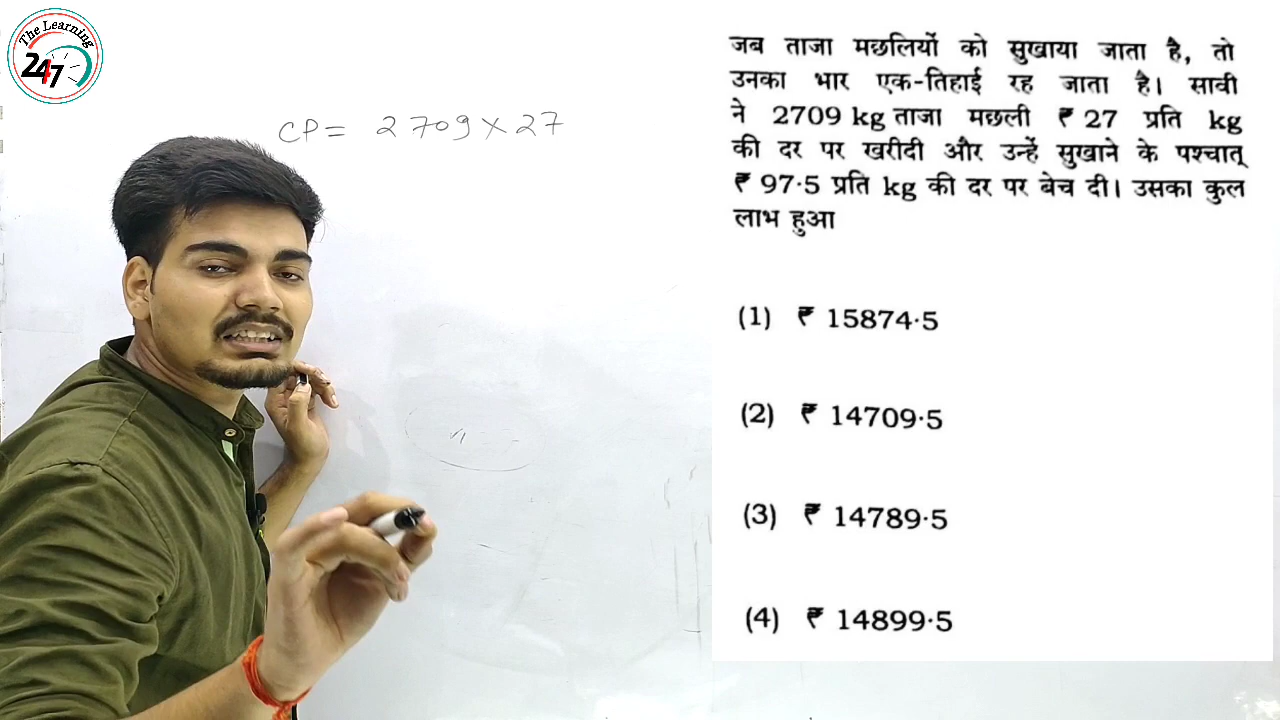 The Learning
247
CP = 2709 × 27
जब ताजा मछलियों को सुखाया जाता है, तो
उनका भार एक-तिहाई रह जाता है। सावी
ने 2709 kg ताजा मछली ₹ 27 प्रति kg
की दर पर खरीदी और उन्हें सुखाने के पश्चात्
₹ 97·5 प्रति kg की दर पर बेच दी। उसका कुल
लाभ हुआ
(1) ₹ 15874·5
(2) ₹ 14709·5
(3) ₹ 14789·5
(4) ₹ 14899·5